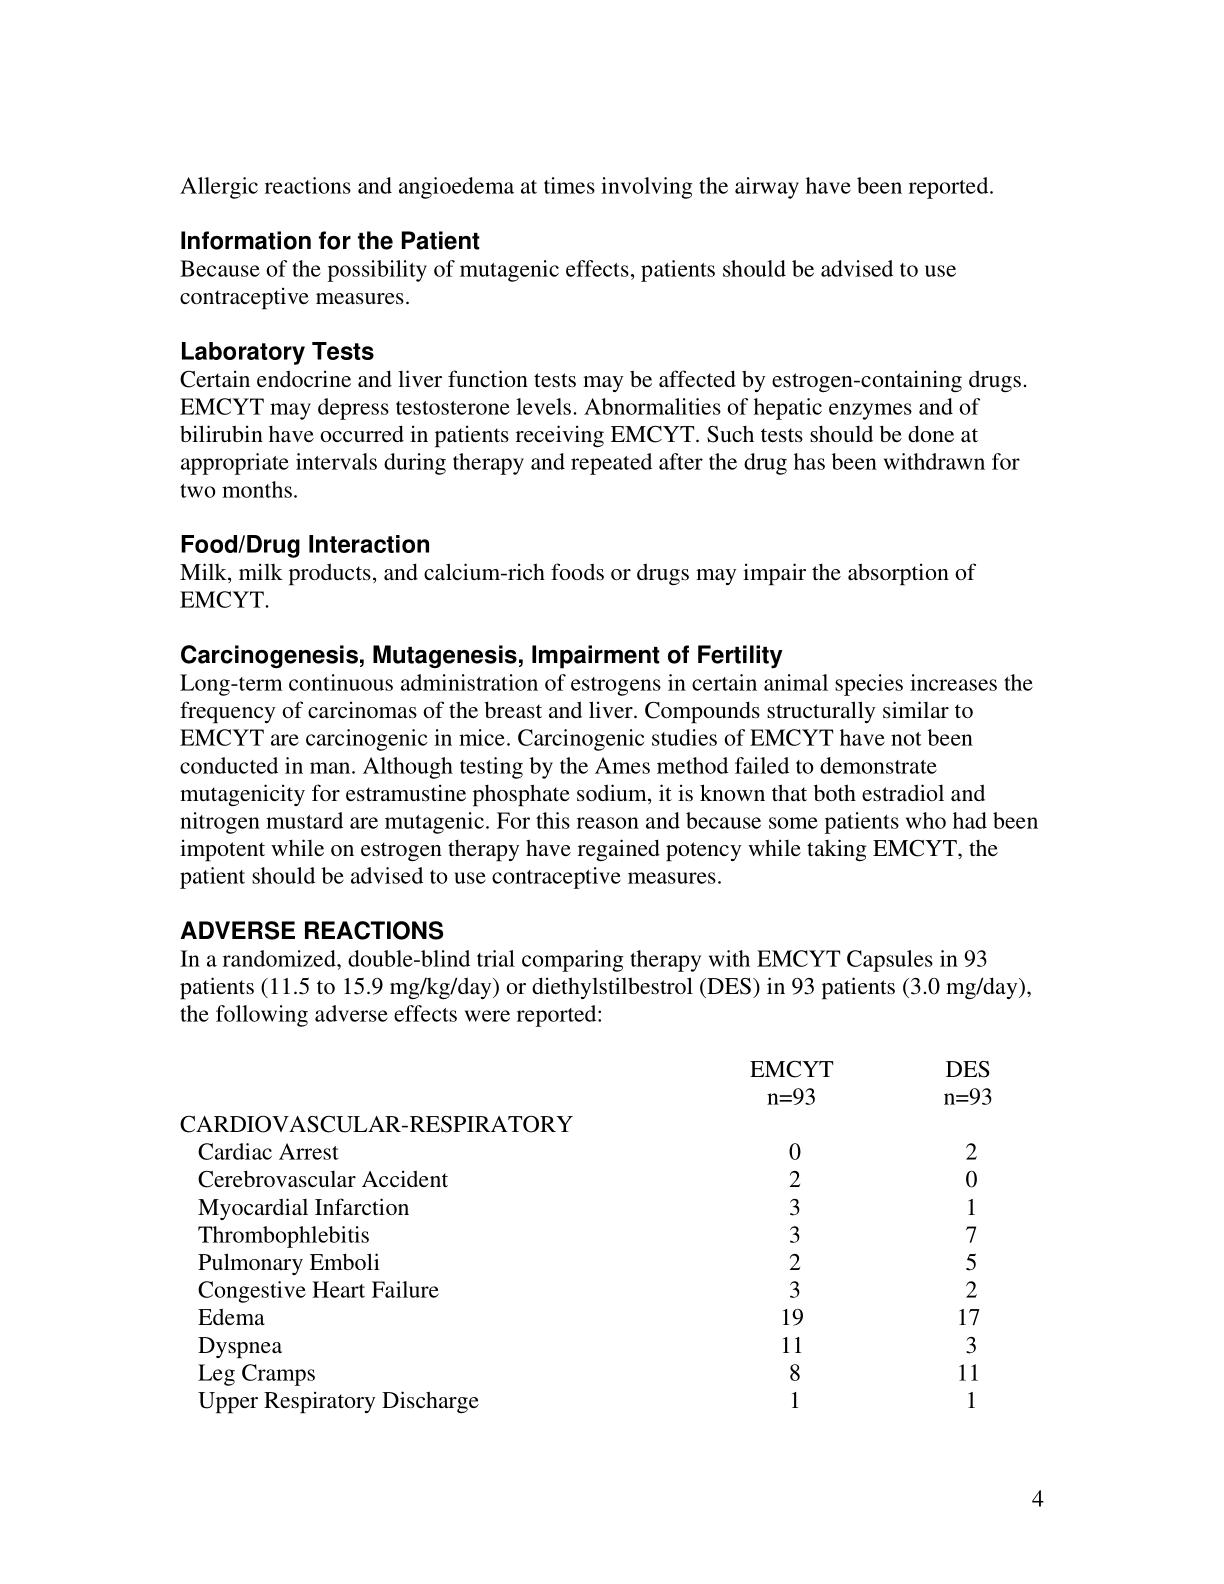 Allergic reactions and angioedema at times involving the airway have been reported.
Information for the Patient
Because of the possibility of mutagenic effects, patients should be advised to use
contraceptive measures.
Laboratory Tests
Certain endocrine and liver function tests may be affected by estrogen-containing drugs.
EMCYT may depress testosterone levels. Abnormalities of hepatic enzymes and of
bilirubin have occurred in patients receiving EMCYT. Such tests should be done at
appropriate intervals during therapy and repeated after the drug has been withdrawn for
two months.
Food/Drug Interaction
Milk, milk products, and calcium-rich foods or drugs may impair the absorption of
EMCYT.
Carcinogenesis, Mutagenesis, Impairment of Fertility
Long-term continuous administration of estrogens in certain animal species increases the
frequency of carcinomas of the breast and liver. Compounds structurally similar to
EMCYT are carcinogenic in mice. Carcinogenic studies of EMCYT have not been
conducted in man. Although testing by the Ames method failed to demonstrate
mutagenicity for estramustine phosphate sodium, it is known that both estradiol and
nitrogen mustard are mutagenic. For this reason and because some patients who had been
impotent while on estrogen therapy have regained potency while taking EMCYT, the
patient should be advised to use contraceptive measures.
ADVERSE REACTIONS
In a randomized, double-blind trial comparing therapy with EMCYT Capsules in 93
patients (11.5 to 15.9 mg/kg/day) or diethylstilbestrol (DES) in 93 patients (3.0 mg/day),
the following adverse effects were reported:
EMCYT DES
n=93 n=93
CARDIOVASCULAR-RESPIRATORY
Cardiac Arrest 0 2
Cerebrovascular Accident 2 0
Myocardial Infarction 3 1
Thrombophlebitis 3 7
Pulmonary Emboli 2 5
Congestive Heart Failure 3 2
Edema 19 17
Dyspnea 11 3
Leg Cramps 8 11
Upper Respiratory Discharge 1 1
4